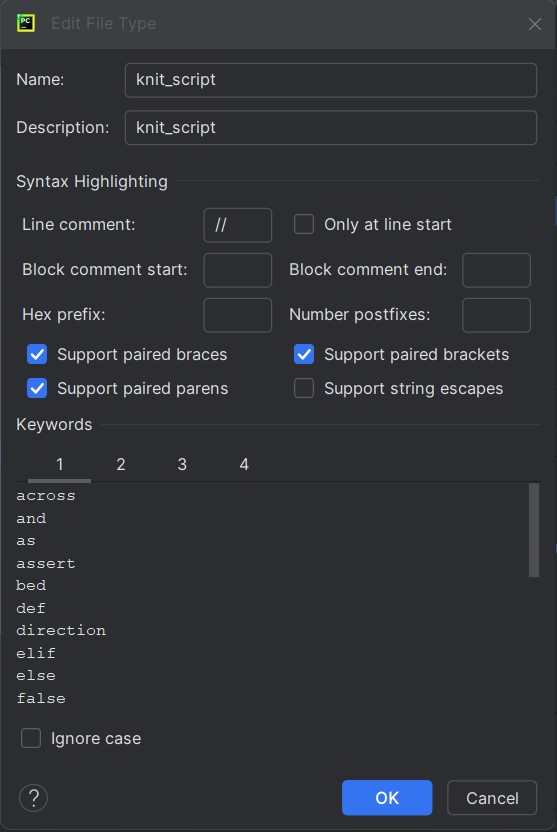 PC Edit File Type
Name: knit_script
Description: knit_script
Syntax Highlighting
Line comment: // Only at line start
Block comment start: Block comment end:
Hex prefix: Number postfixes:
Support paired braces Support paired brackets
Support paired parens Support string escapes
Keywords
1 2 3 4
across
and
as
assert
bed
def
direction
elif
else
false
Ignore case
? OK Cancel